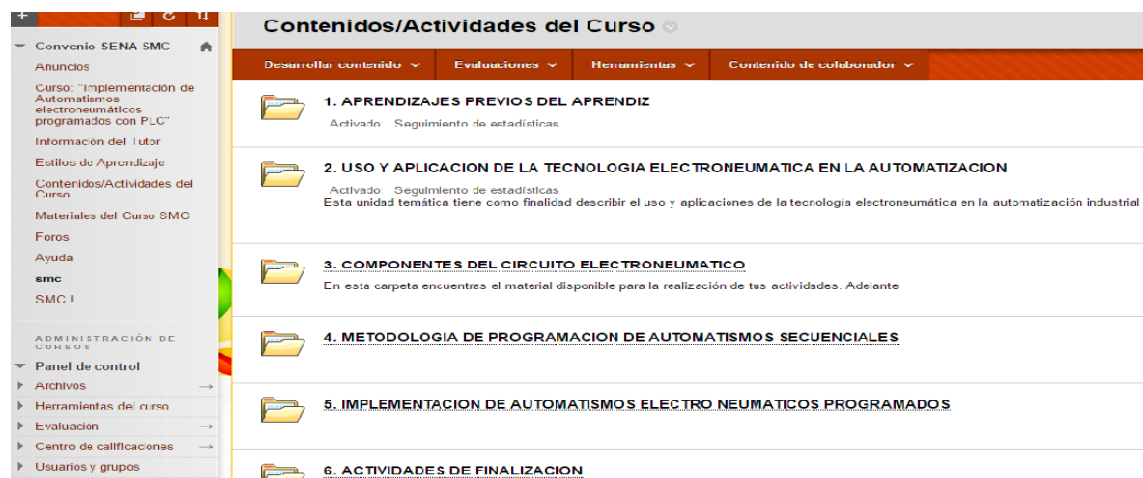 Convenio SENA SMC
Anuncios
Curso: "Implementación de
Automatismos
electroneumáticos
programados con PLC"
Información del Tutor
Estilos de Aprendizaje
Contenidos/Actividades del
Curso
Materiales del Curso SMC
Foros
Ayuda
smc
SMC I
ADMINISTRACIÓN DE
CURSOS
Panel de control
Archivos
Herramientas del curso
Evaluación
Centro de calificaciones
Usuarios y grupos
Contenidos/Actividades del Curso
Desarrollar contenido Evaluaciones Herramientas Contenido de colaborador
1. APRENDIZAJES PREVIOS DEL APRENDIZ
Activado Seguimiento de estadísticas
2. USO Y APLICACION DE LA TECNOLOGIA ELECTRONEUMATICA EN LA AUTOMATIZACION
Activado Seguimiento de estadísticas
Esta unidad temática tiene como finalidad describir el uso y aplicaciones de la tecnología electroneumática en la automatización industrial
3. COMPONENTES DEL CIRCUITO ELECTRONEUMATICO
En esta carpeta encuentras el material disponible para la realización de tus actividades. Adelante
4. METODOLOGIA DE PROGRAMACION DE AUTOMATISMOS SECUENCIALES
5. IMPLEMENTACION DE AUTOMATISMOS ELECTRO NEUMATICOS PROGRAMADOS
6. ACTIVIDADES DE FINALIZACION